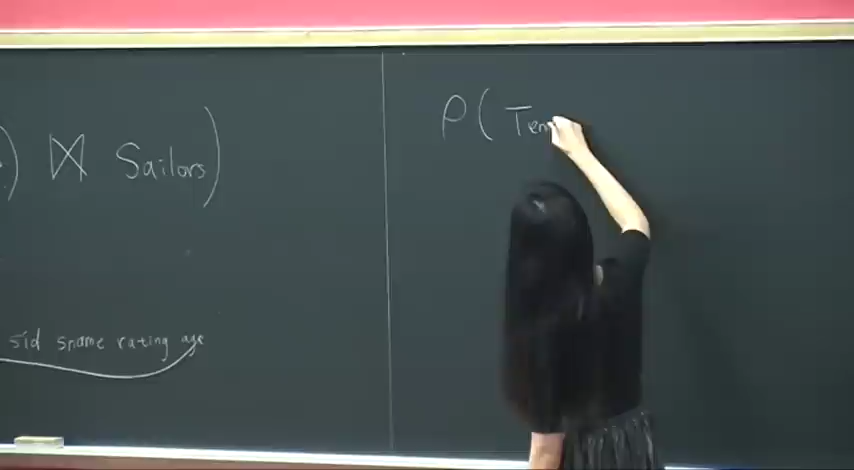 ) ⋈ Sailors)
sid sname rating age
ρ( Tem